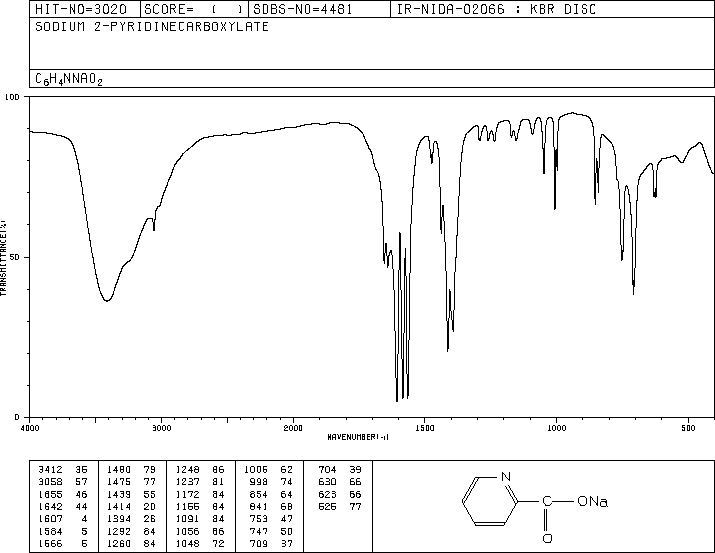 HIT-NO=3020 SCORE= ( ) SDBS-NO=4481 IR-NIDA-02066 : KBR DISC
SODIUM 2-PYRIDINECARBOXYLATE
C6H4NNAO2
100
TRANSMITTANCE(%)
50
0
4000 3000 2000 1500 1000 500
WAVENUMBER(-1)
3412 36 1480 79 1248 86 1006 62 704 39
3058 57 1475 77 1237 81 998 74 630 66
1655 46 1439 55 1172 84 854 64 623 66
1642 44 1414 20 1155 84 841 68 525 77
1607 4 1394 26 1091 84 753 47
1584 5 1292 84 1056 86 747 50
1566 5 1260 84 1048 72 709 37
N
C ONa
O